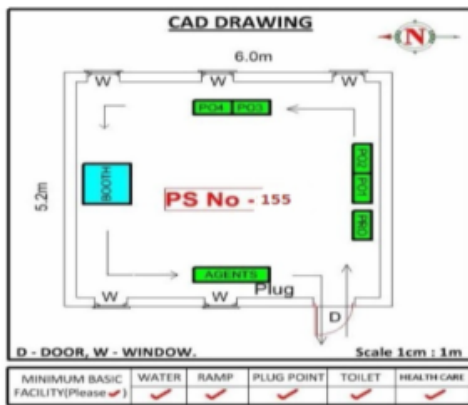 CAD DRAWING
N
6.0m
W W W
PO4 PO3
5.2m
BOOTH
PO2
PO1
PS No - 155
PRO
AGENTS
Plug
W W
D
D - DOOR, W - WINDOW. Scale 1cm : 1m
MINIMUM BASIC FACILITY(Please ✓) WATER RAMP PLUG POINT TOILET HEALTH CARE
✓ ✓ ✓ ✓ ✓